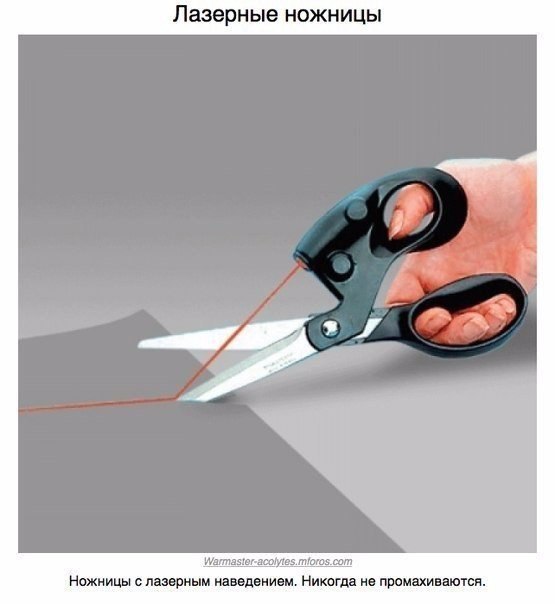 Лазерные ножницы
Warmaster-acolytes.mforos.com
Ножницы с лазерным наведением. Никогда не промахиваются.